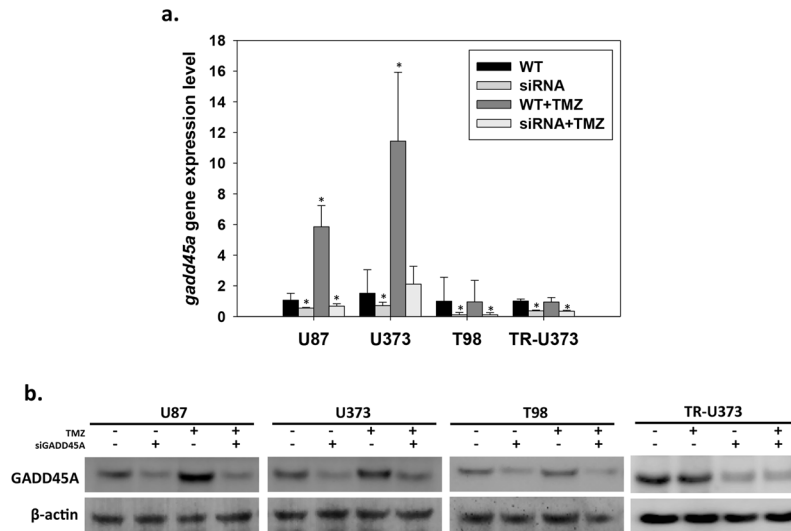 a.
gadd45a gene expression level
18
16
14
12
10
8
6
4
2
0
WT
siRNA
WT+TMZ
siRNA+TMZ
* * * * * * * * * *
U87 U373 T98 TR-U373
b.
U87 U373 T98 TR-U373
TMZ - - + + - - + + - - + + - + - +
siGADD45A - + - + - + - + - + - + - - + +
GADD45A
β-actin